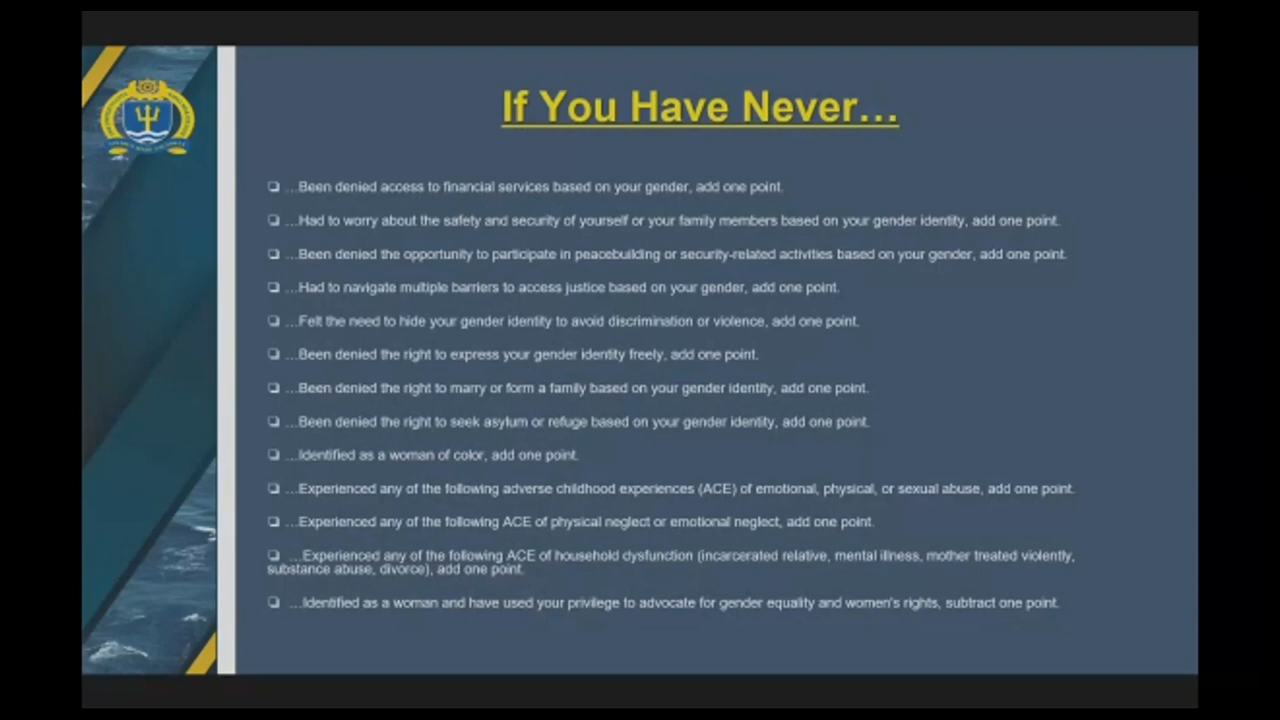 If You Have Never...
❏ ...Been denied access to financial services based on your gender, add one point.
❏ ...Had to worry about the safety and security of yourself or your family members based on your gender identity, add one point.
❏ ...Been denied the opportunity to participate in peacebuilding or security-related activities based on your gender, add one point.
❏ ...Had to navigate multiple barriers to access justice based on your gender, add one point.
❏ ...Felt the need to hide your gender identity to avoid discrimination or violence, add one point.
❏ ...Been denied the right to express your gender identity freely, add one point.
❏ ...Been denied the right to marry or form a family based on your gender identity, add one point.
❏ ...Been denied the right to seek asylum or refuge based on your gender identity, add one point.
❏ ...Identified as a woman of color, add one point.
❏ ...Experienced any of the following adverse childhood experiences (ACE) of emotional, physical, or sexual abuse, add one point.
❏ ...Experienced any of the following ACE of physical neglect or emotional neglect, add one point.
❏ ...Experienced any of the following ACE of household dysfunction (incarcerated relative, mental illness, mother treated violently,
substance abuse, divorce), add one point.
❏ ...Identified as a woman and have used your privilege to advocate for gender equality and women's rights, subtract one point.